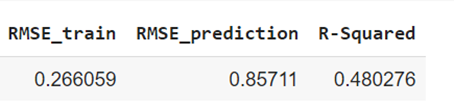 RMSE_train RMSE_prediction R-Squared
0.266059 0.85711 0.480276